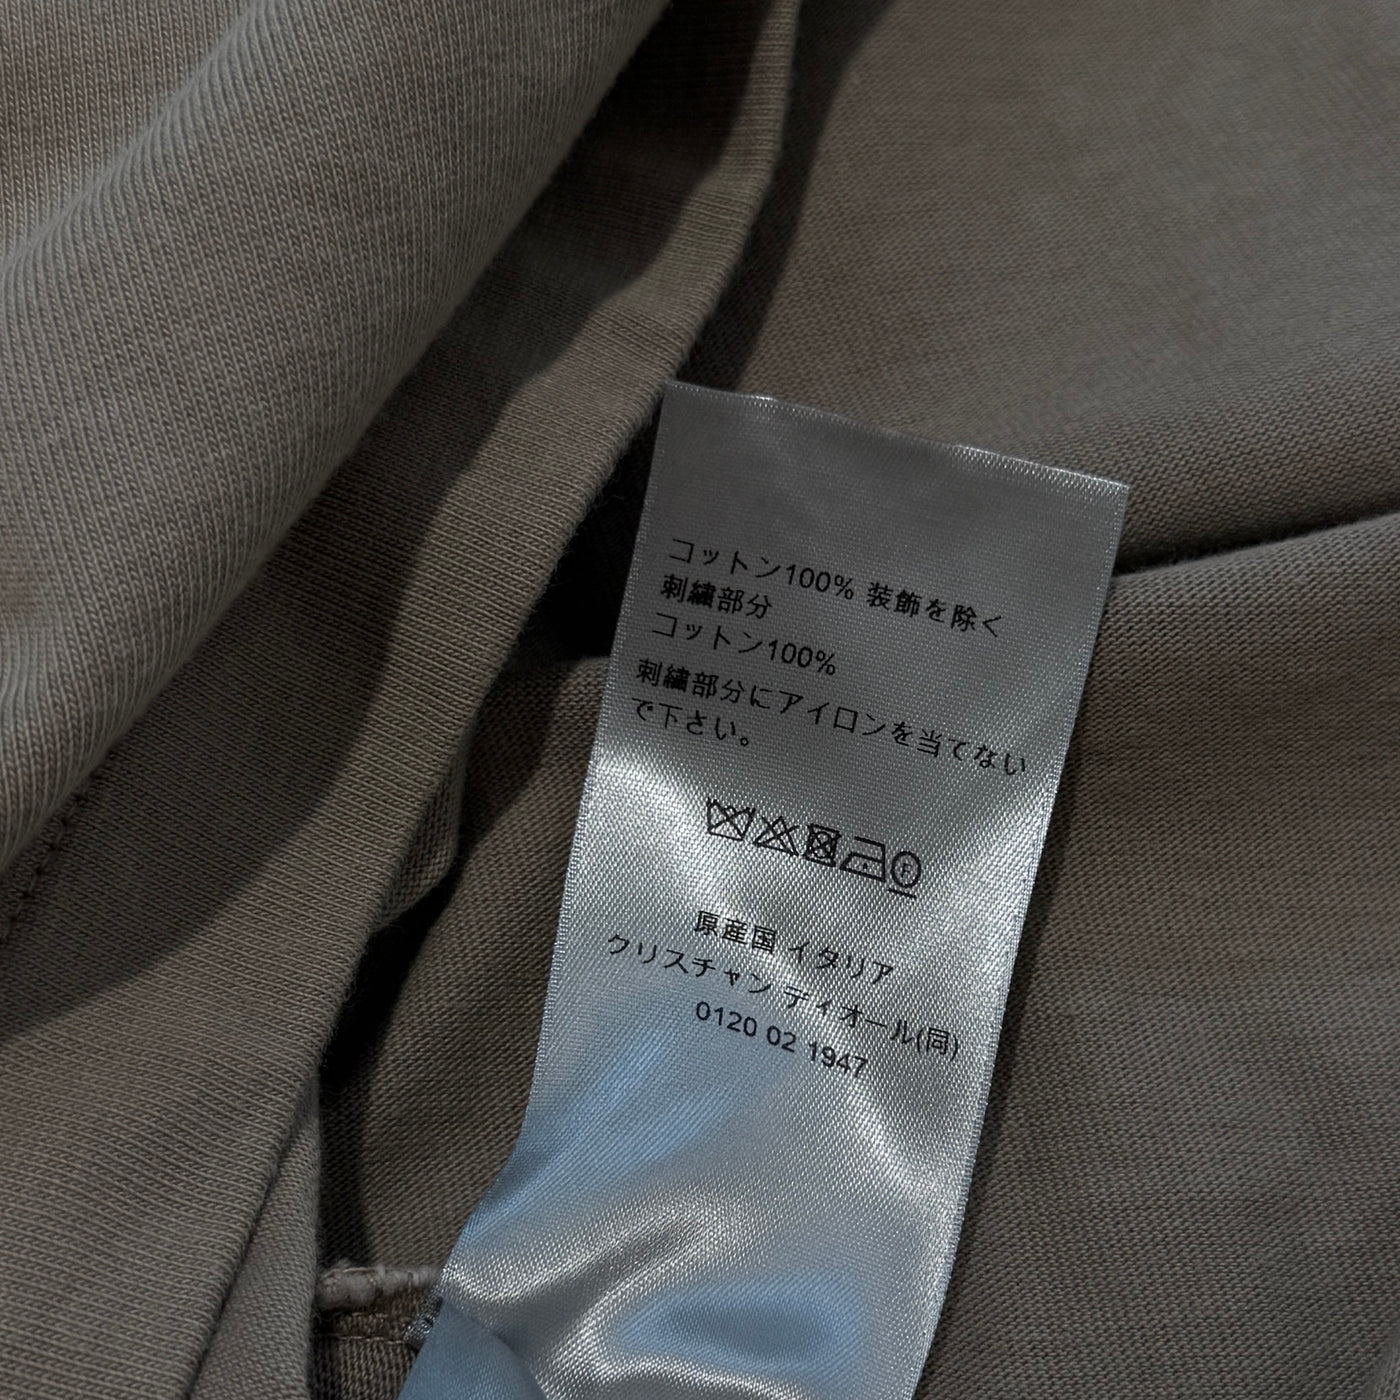 コットン100% 装飾を除く
刺繍部分
コットン100%
刺繍部分にアイロンを当てない
で下さい。
原産国 イタリア
クリスチャン ディオール(同)
0120 02 1947